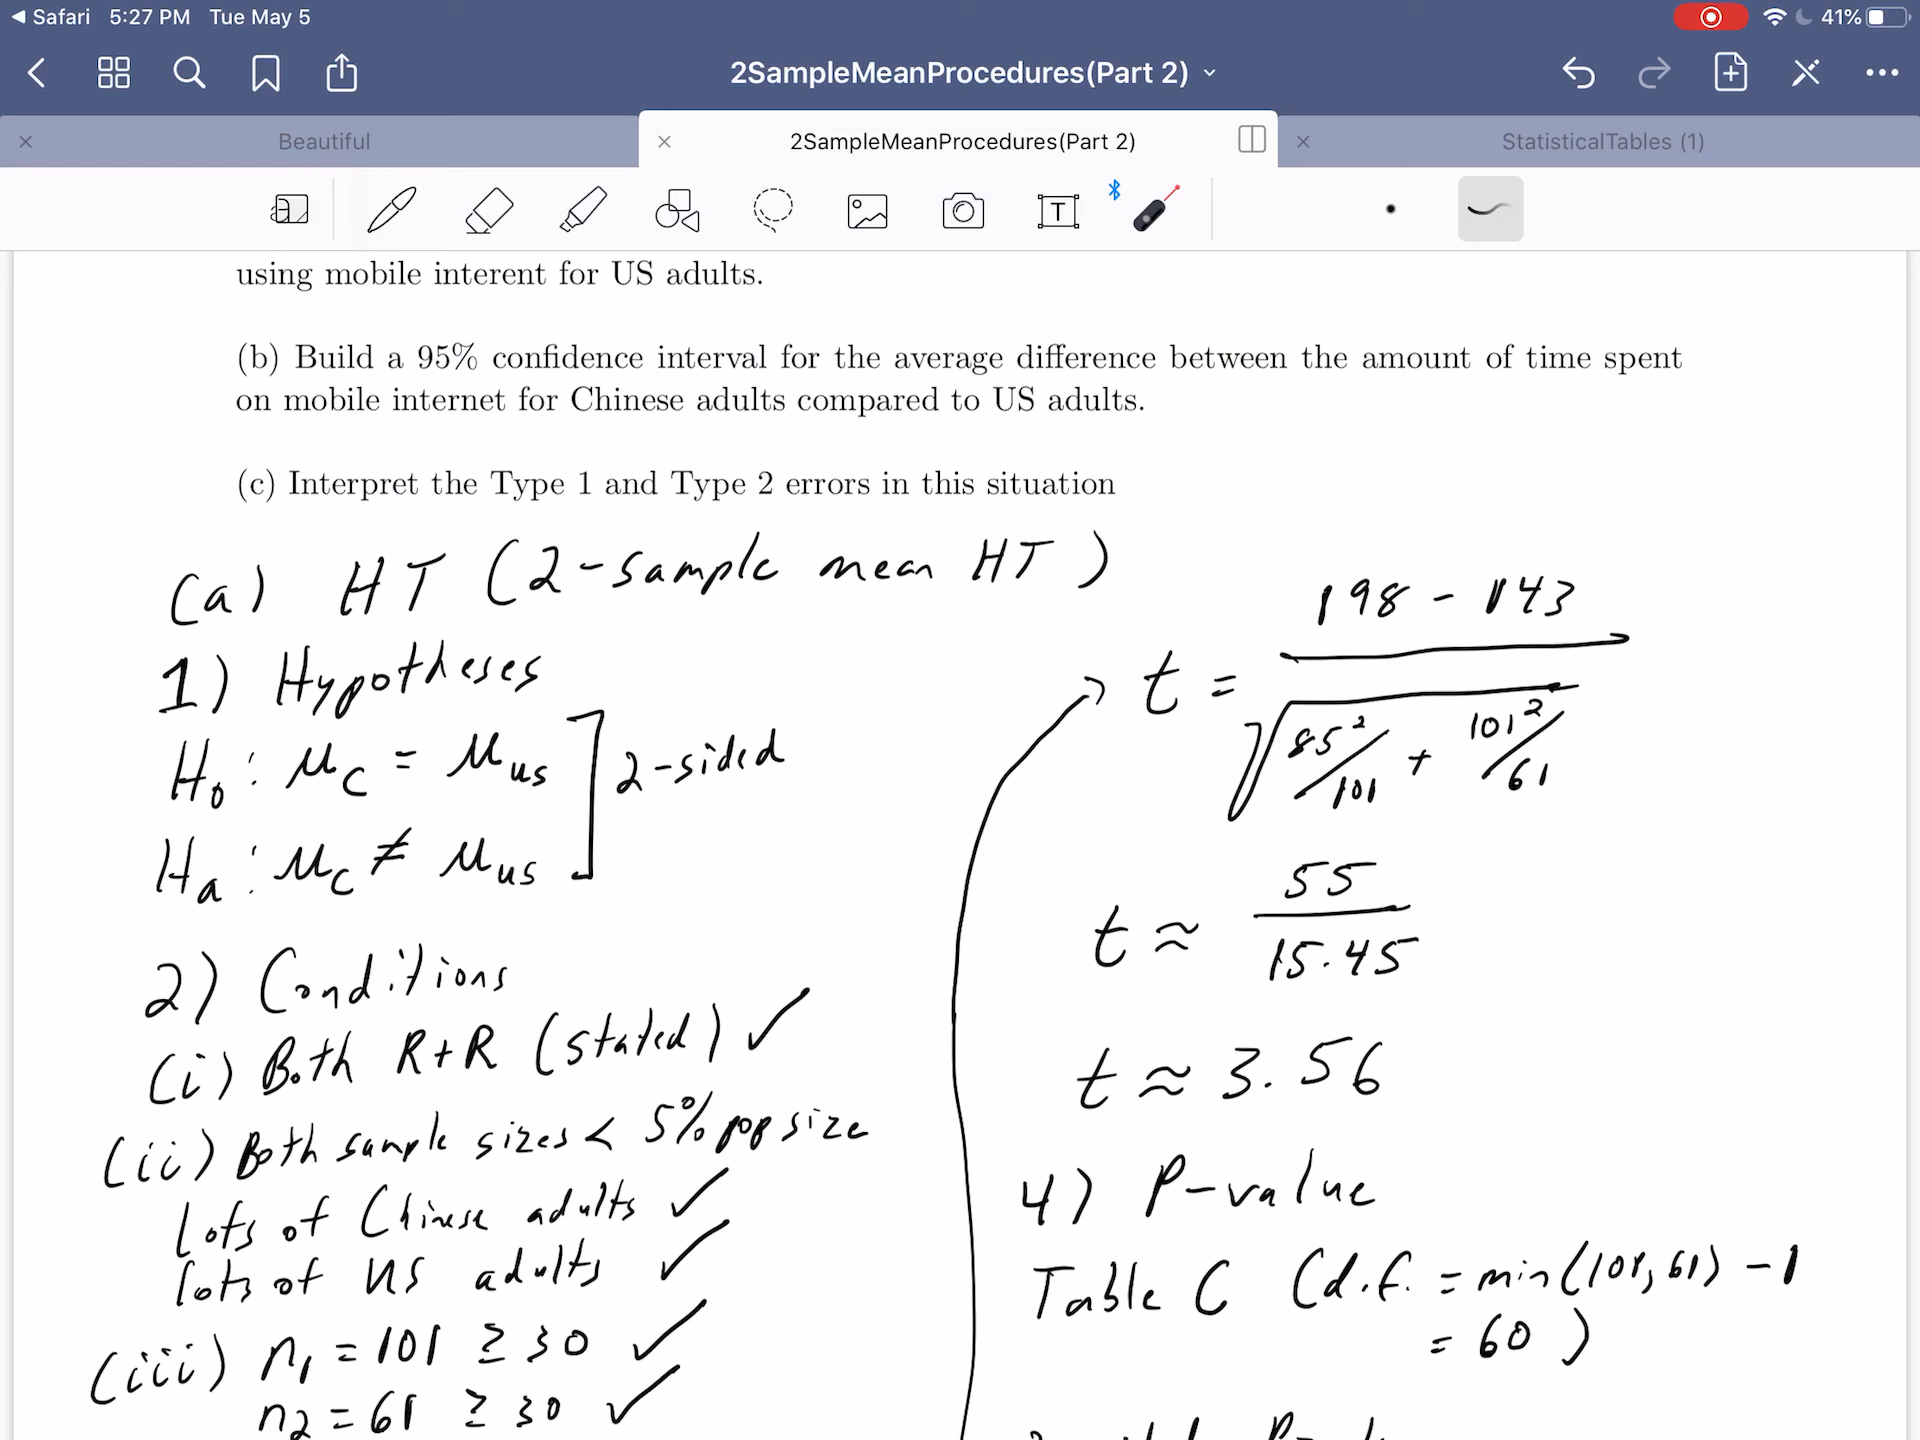 Safari 5:27 PM Tue May 5 41%
2SampleMeanProcedures(Part 2)
Beautiful 2SampleMeanProcedures(Part 2) StatisticalTables (1)
a T
using mobile interent for US adults.
(b) Build a 95% confidence interval for the average difference between the amount of time spent
on mobile internet for Chinese adults compared to US adults.
(c) Interpret the Type 1 and Type 2 errors in this situation
(a) HT (2-sample mean HT)
1) Hypotheses
H₀: μ_C = μ_US ] 2-sided
Hₐ: μ_C ≠ μ_US
2) Conditions
(i) Both R+R (stated) ✓
(ii) Both sample sizes < 5% pop size
Lots of Chinese adults ✓
lots of US adults ✓
(iii) n₁ = 101 ≥ 30 ✓
n₂ = 61 ≥ 30 ✓
198 - 143
t =
√ 85²/101 + 101²/61
t ≈ 55/15.45
t ≈ 3.56
4) P-value
Table C (d.f. = min(101, 61) - 1
= 60)